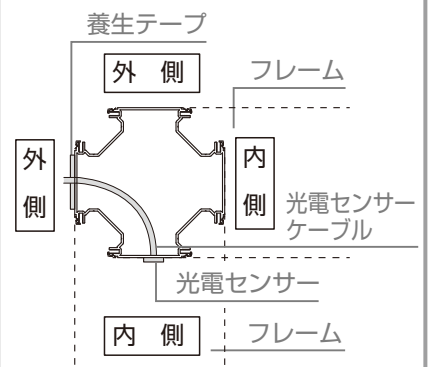 養生テープ
外 側
フレーム
外
側
内
側
光電センサー
ケーブル
光電センサー
内 側
フレーム